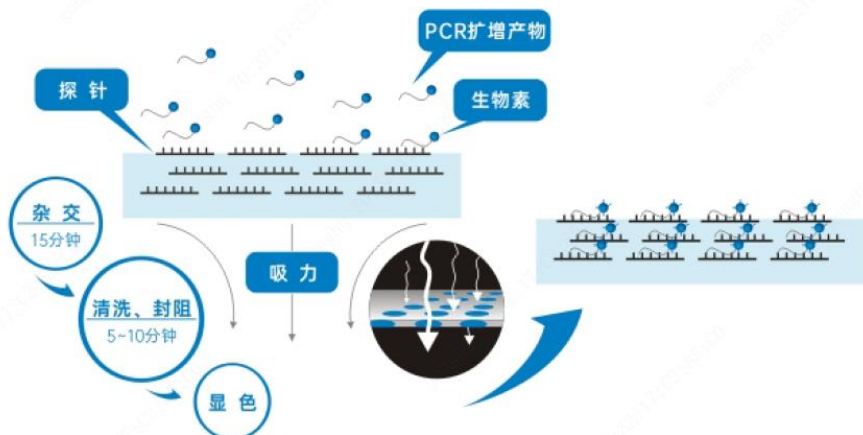 PCR扩增产物
探针
生物素
杂交
15分钟
吸力
清洗、封阻
5~10分钟
显色